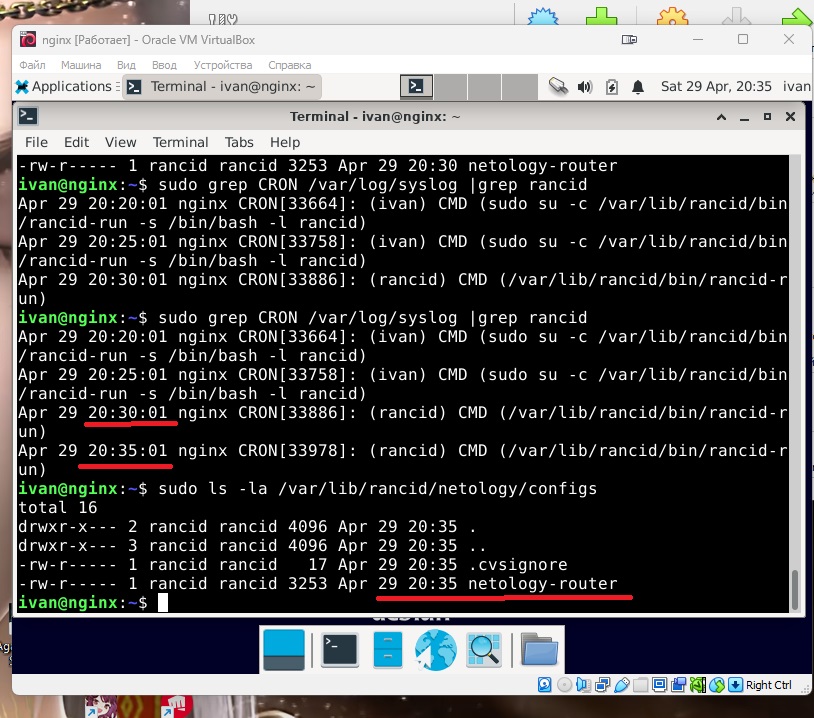 nginx [Работает] - Oracle VM VirtualBox
Файл Машина Вид Ввод Устройства Справка
Applications Terminal - ivan@nginx: ~ Sat 29 Apr, 20:35 ivan
Terminal - ivan@nginx: ~
File Edit View Terminal Tabs Help
-rw-r----- 1 rancid rancid 3253 Apr 29 20:30 netology-router
ivan@nginx:~$ sudo grep CRON /var/log/syslog |grep rancid
Apr 29 20:20:01 nginx CRON[33664]: (ivan) CMD (sudo su -c /var/lib/rancid/bin
/rancid-run -s /bin/bash -l rancid)
Apr 29 20:25:01 nginx CRON[33758]: (ivan) CMD (sudo su -c /var/lib/rancid/bin
/rancid-run -s /bin/bash -l rancid)
Apr 29 20:30:01 nginx CRON[33886]: (rancid) CMD (/var/lib/rancid/bin/rancid-r
un)
ivan@nginx:~$ sudo grep CRON /var/log/syslog |grep rancid
Apr 29 20:20:01 nginx CRON[33664]: (ivan) CMD (sudo su -c /var/lib/rancid/bin
/rancid-run -s /bin/bash -l rancid)
Apr 29 20:25:01 nginx CRON[33758]: (ivan) CMD (sudo su -c /var/lib/rancid/bin
/rancid-run -s /bin/bash -l rancid)
Apr 29 20:30:01 nginx CRON[33886]: (rancid) CMD (/var/lib/rancid/bin/rancid-r
un)
Apr 29 20:35:01 nginx CRON[33978]: (rancid) CMD (/var/lib/rancid/bin/rancid-r
un)
ivan@nginx:~$ sudo ls -la /var/lib/rancid/netology/configs
total 16
drwxr-x--- 2 rancid rancid 4096 Apr 29 20:35 .
drwxr-x--- 3 rancid rancid 4096 Apr 29 20:35 ..
-rw-r----- 1 rancid rancid   17 Apr 29 20:35 .cvsignore
-rw-r----- 1 rancid rancid 3253 Apr 29 20:35 netology-router
ivan@nginx:~$
Right Ctrl